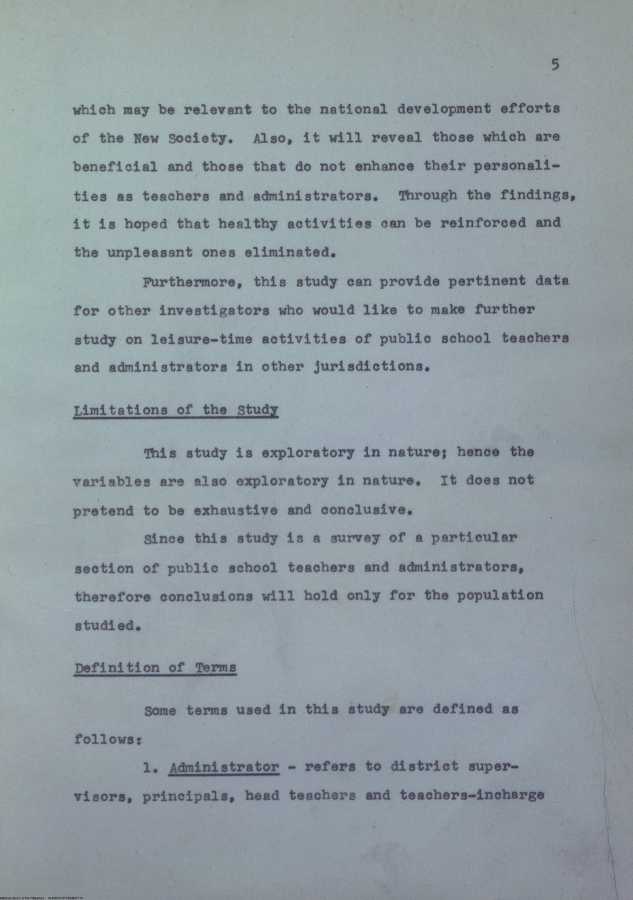 5
which may be relevant to the national development efforts
of the New Society. Also, it will reveal those which are
beneficial and those that do not enhance their personali-
ties as teachers and administrators. Through the findings,
it is hoped that healthy activities can be reinforced and
the unpleasant ones eliminated.
Furthermore, this study can provide pertinent data
for other investigators who would like to make further
study on leisure-time activities of public school teachers
and administrators in other jurisdictions.
Limitations of the Study
This study is exploratory in nature; hence the
variables are also exploratory in nature. It does not
pretend to be exhaustive and conclusive.
Since this study is a survey of a particular
section of public school teachers and administrators,
therefore conclusions will hold only for the population
studied.
Definition of Terms
Some terms used in this study are defined as
follows:
1. Administrator - refers to district super-
visors, principals, head teachers and teachers-incharge